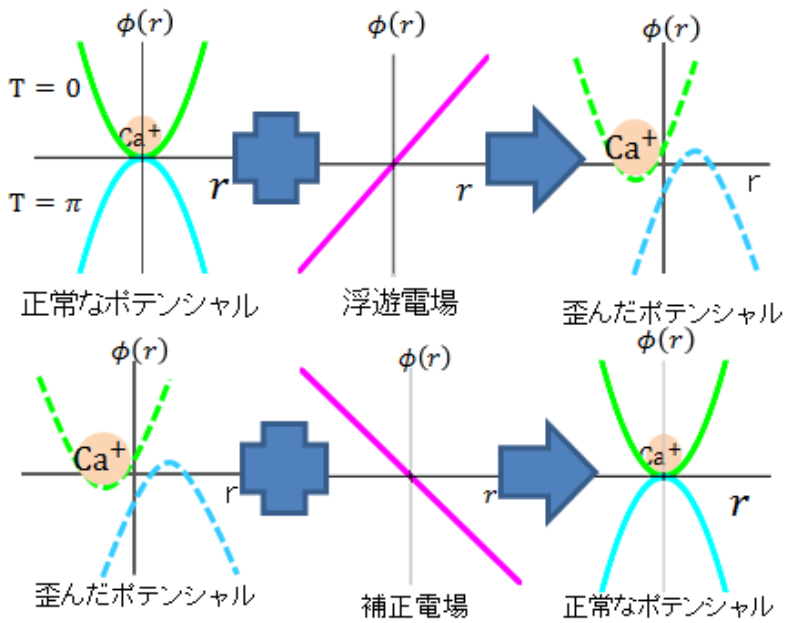 ϕ(r) ϕ(r) ϕ(r)
T = 0
Ca⁺ Ca⁺
r r r
T = π
正常なポテンシャル 浮遊電場 歪んだポテンシャル
ϕ(r) ϕ(r) ϕ(r)
Ca⁺ Ca⁺
r r r
歪んだポテンシャル 補正電場 正常なポテンシャル